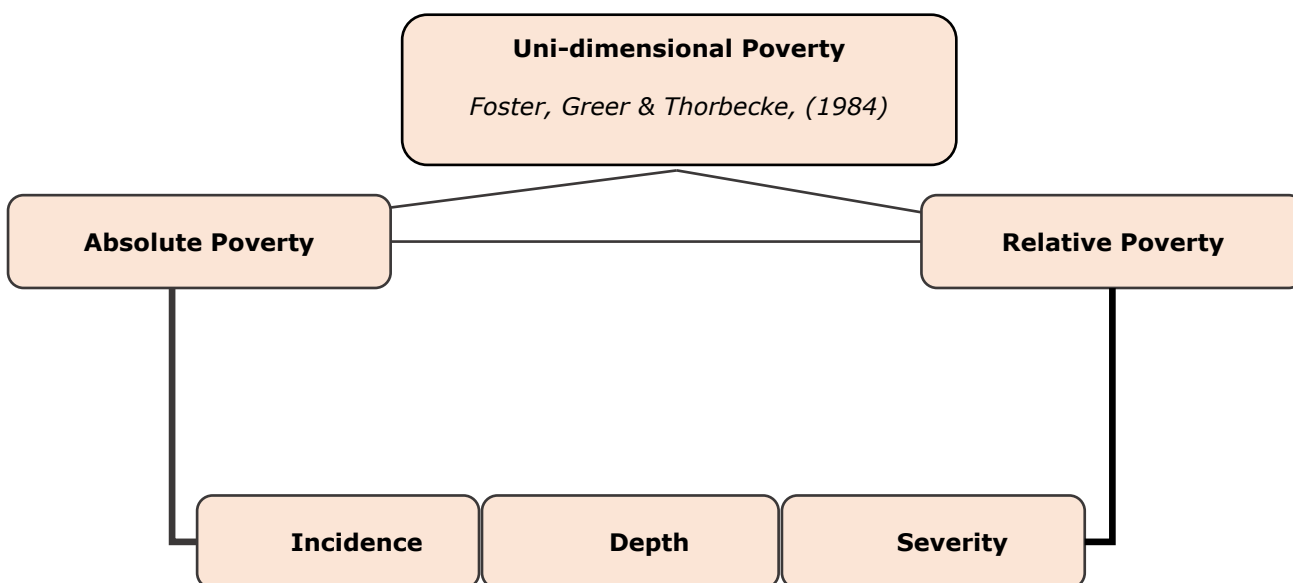 Uni-dimensional Poverty
Foster, Greer & Thorbecke, (1984)
Absolute Poverty
Relative Poverty
Incidence
Depth
Severity